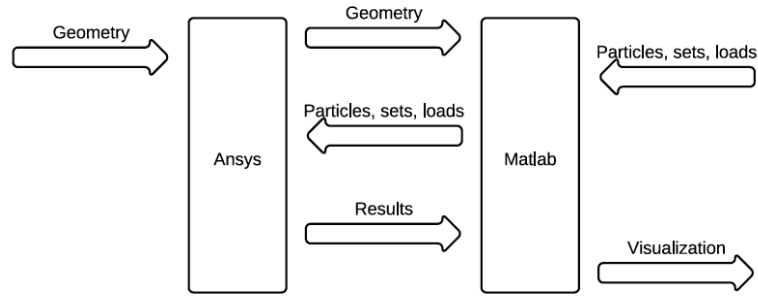 Geometry
Geometry
Particles, sets, loads
Particles, sets, loads
Ansys
Matlab
Results
Visualization